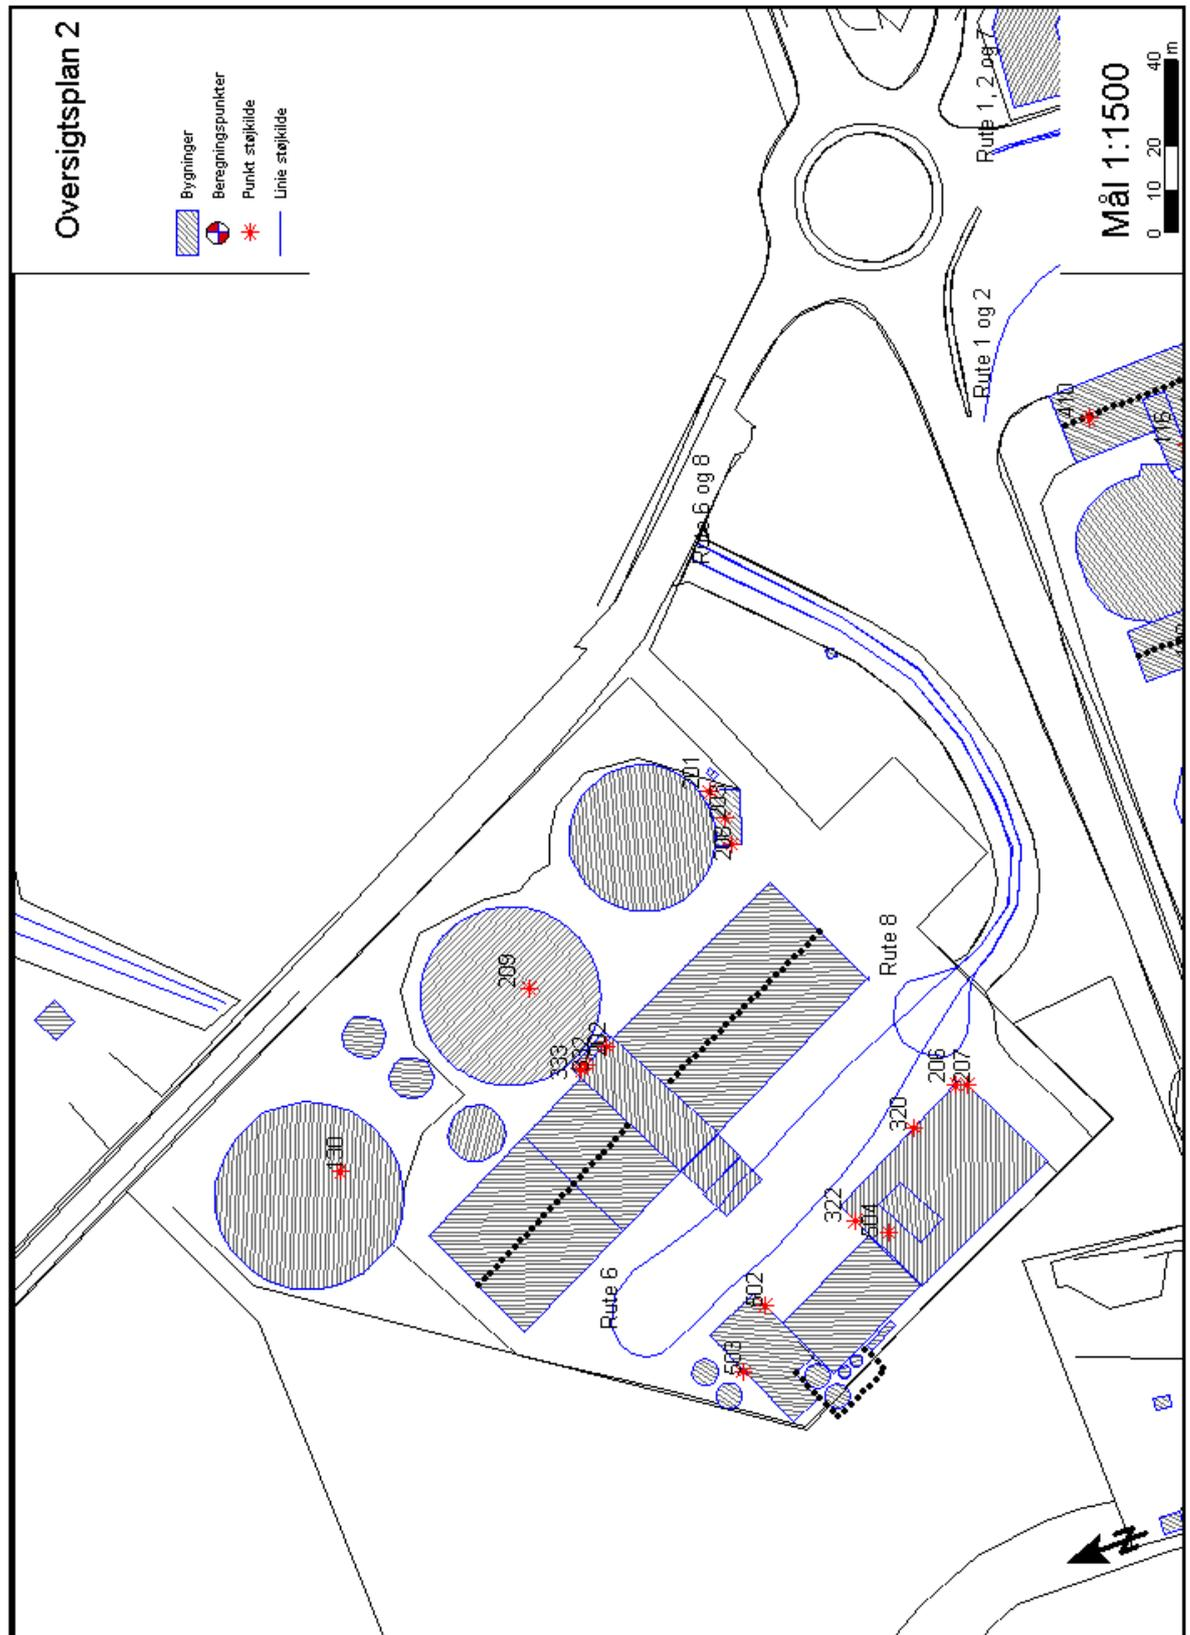 Oversigtsplan 2
Bygninger
Beregningspunkter
Punkt støjkilde
Linie støjkilde
Rute 1, 2 og 7
Mål 1:1500
0 10 20 40
m
Rute 1 og 2
410
Rute 6 og 8
201
209
Rute 8
333
130
206
207
320
322
504
Rute 6
502
503
N